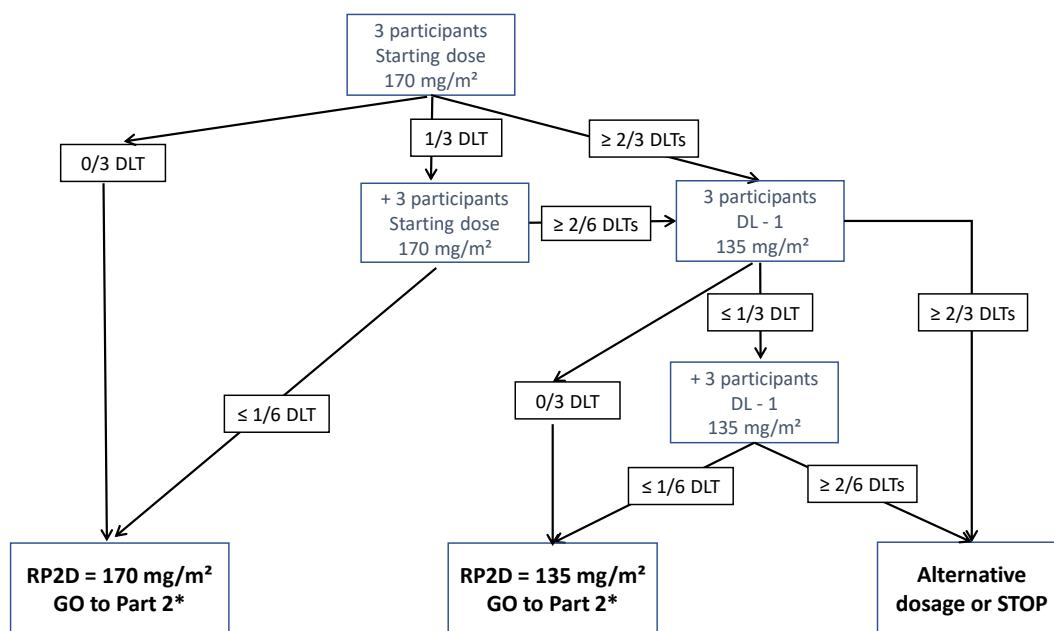 3 participants
Starting dose
170 mg/m²
0/3 DLT
1/3 DLT
≥ 2/3 DLTs
+ 3 participants
Starting dose
170 mg/m²
≥ 2/6 DLTs
3 participants
DL - 1
135 mg/m²
≤ 1/3 DLT
≥ 2/3 DLTs
+ 3 participants
DL - 1
135 mg/m²
0/3 DLT
≤ 1/6 DLT
≤ 1/6 DLT
≥ 2/6 DLTs
RP2D = 170 mg/m²
GO to Part 2*
RP2D = 135 mg/m²
GO to Part 2*
Alternative
dosage or STOP